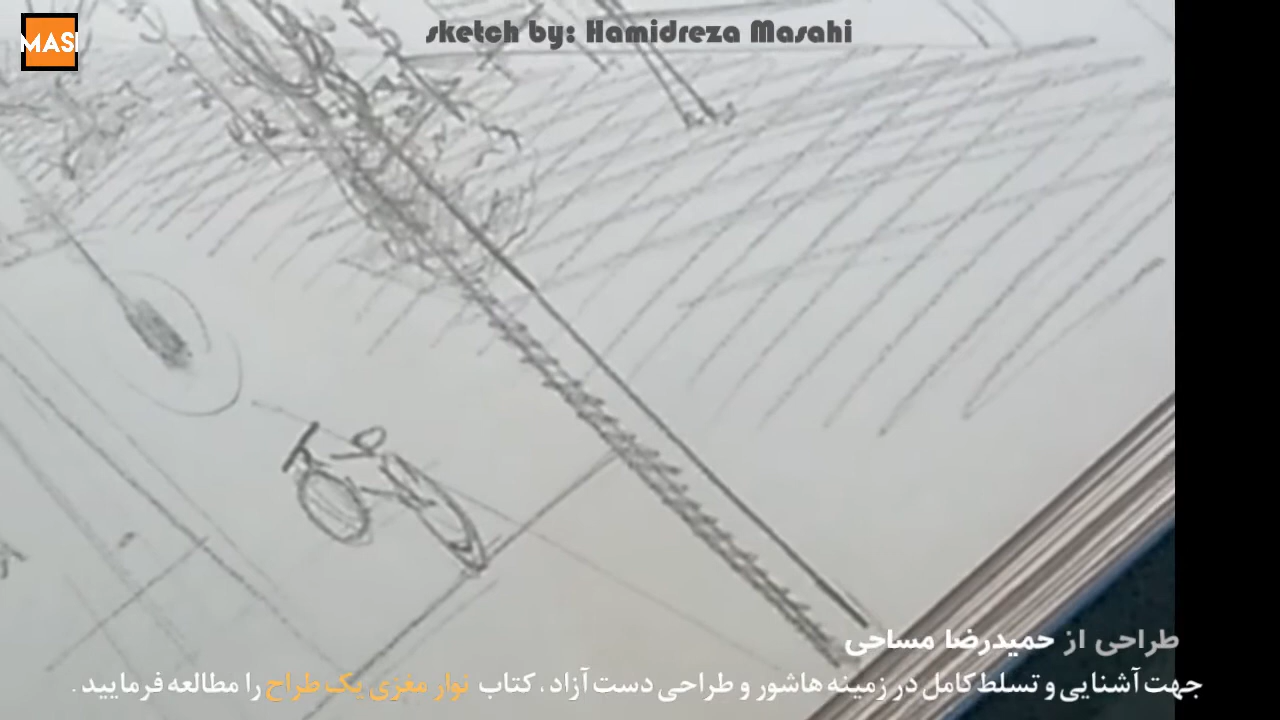 MASI
sketch by: Hamidreza Masahi
طراحی از حمیدرضا مساحی
جهت آشنایی و تسلط کامل در زمینه هاشور و طراحی دست آزاد ، کتاب نوار مغزی یک طراح را مطالعه فرمایید .